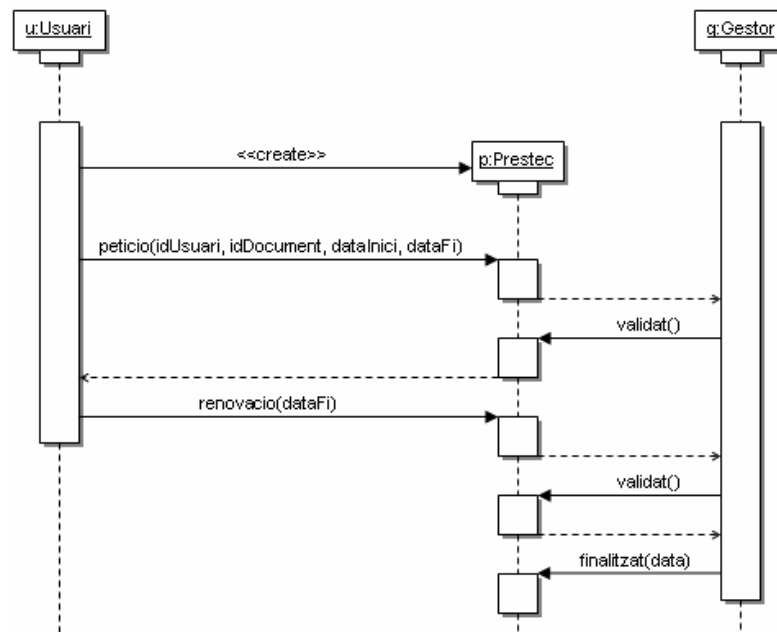 u:Usuari
g:Gestor
<<create>>
p:Prestec
peticio(idUsuari, idDocument, dataInici, dataFi)
validat()
renovacio(dataFi)
validat()
finalitzat(data)